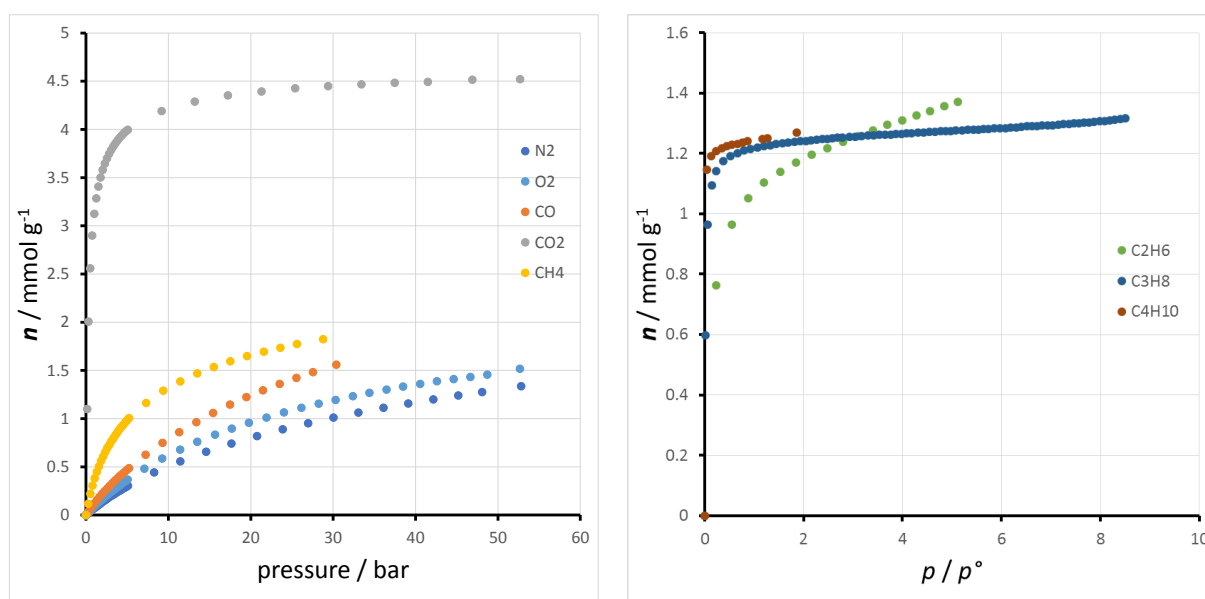 5
4.5
4
3.5
3
2.5
2
1.5
1
0.5
0
0 10 20 30 40 50 60
n / mmol g-1
pressure / bar
N2
O2
CO
CO2
CH4
1.6
1.4
1.2
1
0.8
0.6
0.4
0.2
0
0 2 4 6 8 10
n / mmol g-1
p / p°
C2H6
C3H8
C4H10